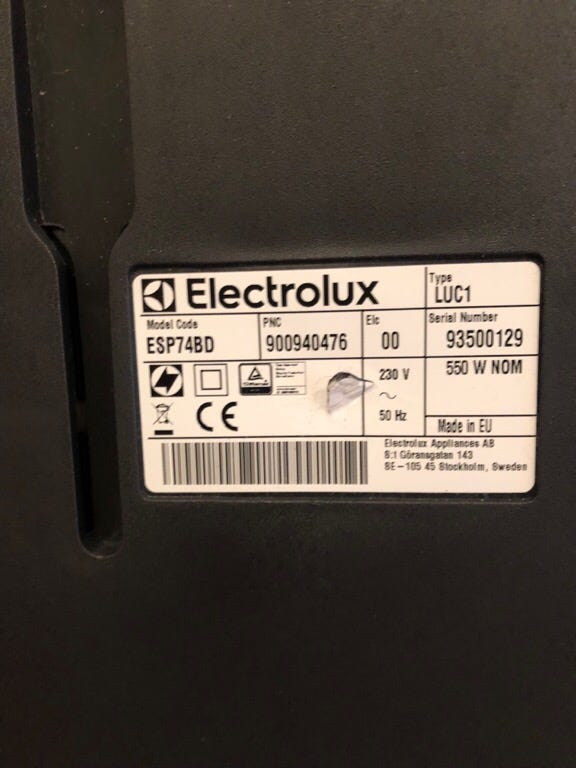 Electrolux
Type
LUC1
Model Code
ESP74BD
PNC
900940476
Elc
00
Serial Number
93500129
230 V
~
50 Hz
550 W NOM
CE
Made in EU
Electrolux Appliances AB
S:t Göransgatan 143
SE-105 45 Stockholm, Sweden